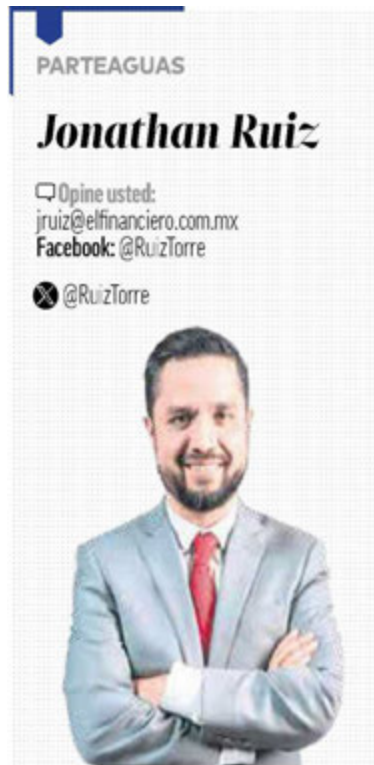 PARTEAGUAS
Jonathan Ruiz
Opine usted:
jruiz@elfinanciero.com.mx
Facebook: @RuizTorre
@RuizTorre